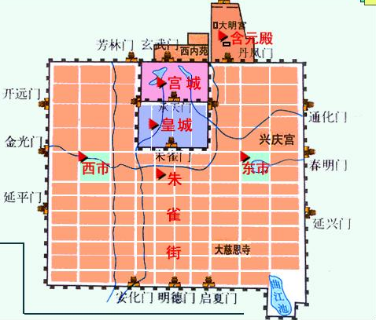 大明宫
含元殿
芳林门
玄武门
西内苑
丹凤门
开远门
宫城
承天门
通化门
皇城
金光门
兴庆宫
朱雀门
西市
东市
春明门
延平门
朱雀街
延兴门
大慈恩寺
曲江池
安化门
明德门
启夏门